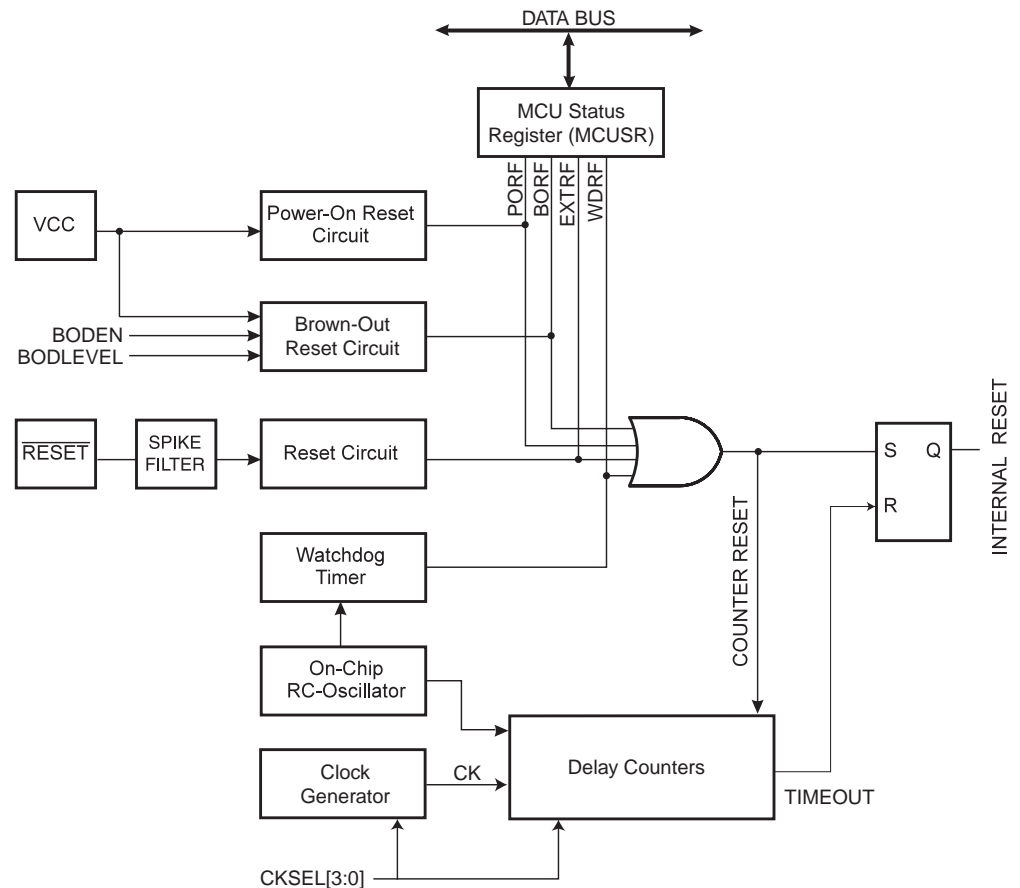 DATA BUS
MCU Status
Register (MCUSR)
PORF
BORF
EXTRF
WDRF
VCC
Power-On Reset
Circuit
BODEN
BODLEVEL
Brown-Out
Reset Circuit
RESET
SPIKE
FILTER
Reset Circuit
S
Q
R
INTERNAL RESET
COUNTER RESET
Watchdog
Timer
On-Chip
RC-Oscillator
Clock
Generator
CK
Delay Counters
TIMEOUT
CKSEL[3:0]